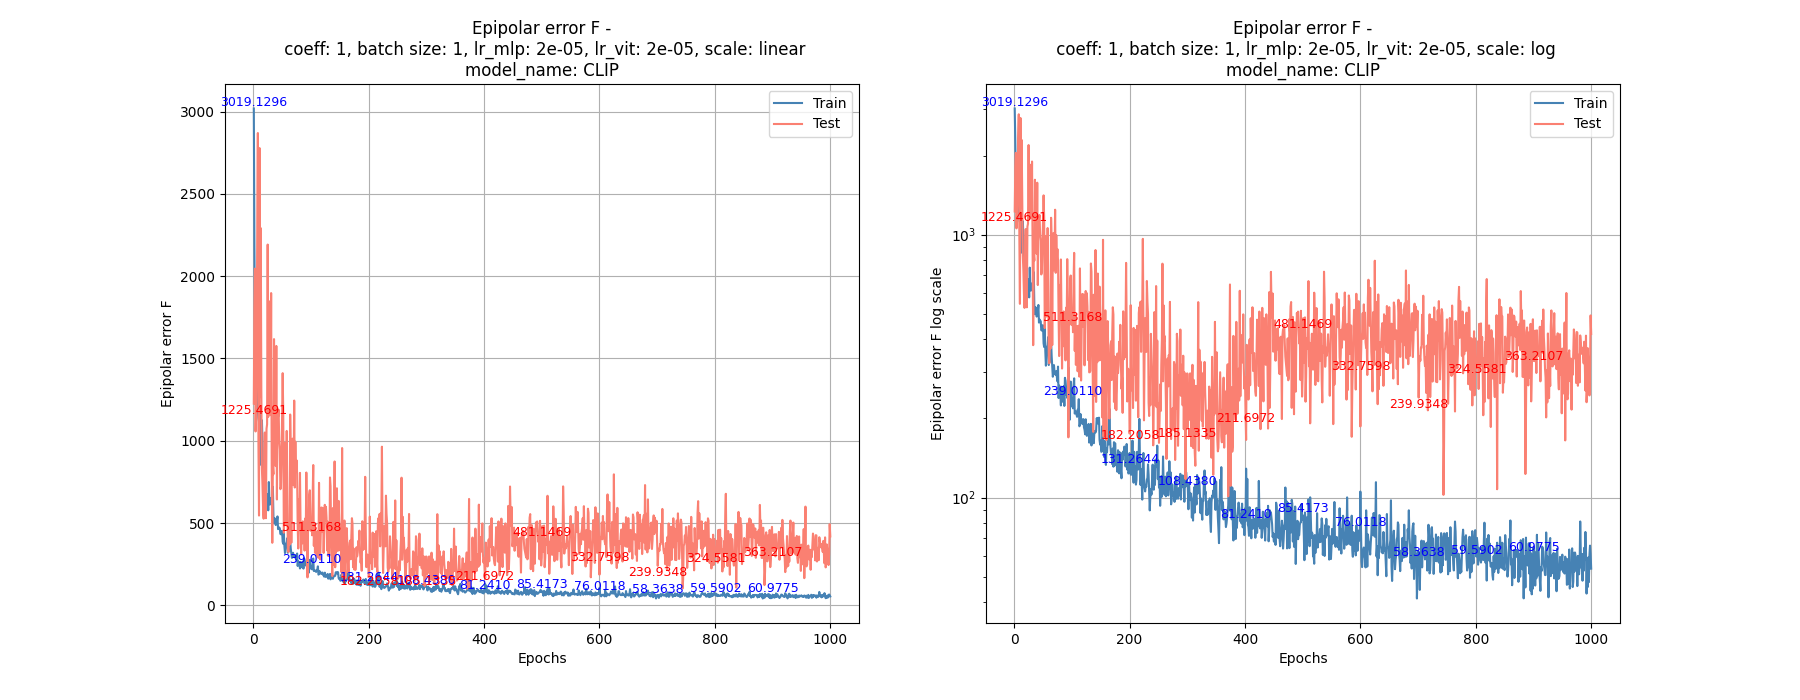 Epipolar error F -
coeff: 1, batch size: 1, lr_mlp: 2e-05, lr_vit: 2e-05, scale: linear
model_name: CLIP
3000
2500
2000
1500
1000
500
0
Epipolar error F
0 200 400 600 800 1000
Epochs
Train
Test
3019.1296
1225.4691
511.3168
239.0110
131.2644
108.4380
211.6972
81.2410
481.1469
85.4173
332.7598
76.0118
239.9348
58.3638
324.5581
59.5902
363.2107
60.9775
Epipolar error F -
coeff: 1, batch size: 1, lr_mlp: 2e-05, lr_vit: 2e-05, scale: log
model_name: CLIP
10³
10²
Epipolar error F log scale
0 200 400 600 800 1000
Epochs
Train
Test
3019.1296
1225.4691
511.3168
239.0110
182.2058
131.2644
185.1335
108.4380
211.6972
81.2410
481.1469
85.4173
332.7598
76.0118
239.9348
58.3638
324.5581
59.5902
363.2107
60.9775